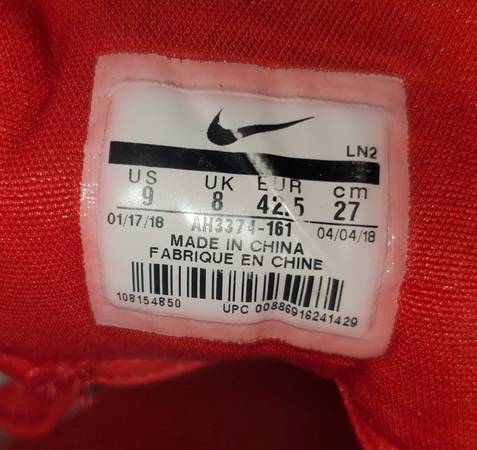 LN2
US UK EUR cm
9 8 42.5 27
01/17/18 AH3374-161 04/04/18
MADE IN CHINA
FABRIQUE EN CHINE
108154850 UPC 00886916241429